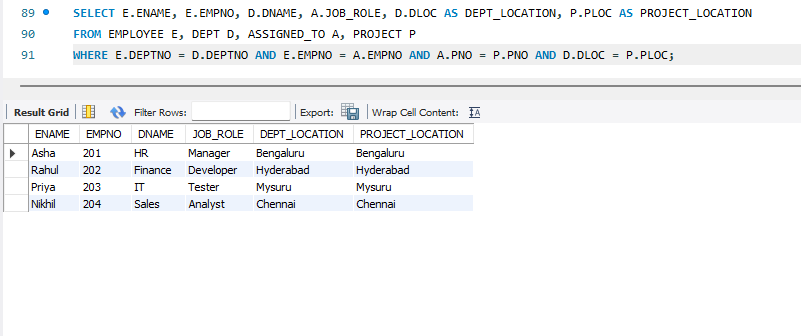 89 SELECT E.ENAME, E.EMPNO, D.DNAME, A.JOB_ROLE, D.DLOC AS DEPT_LOCATION, P.PLOC AS PROJECT_LOCATION
90 FROM EMPLOYEE E, DEPT D, ASSIGNED_TO A, PROJECT P
91 WHERE E.DEPTNO = D.DEPTNO AND E.EMPNO = A.EMPNO AND A.PNO = P.PNO AND D.DLOC = P.PLOC;
Result Grid Filter Rows: Export: Wrap Cell Content: IA
ENAME EMPNO DNAME JOB_ROLE DEPT_LOCATION PROJECT_LOCATION
Asha 201 HR Manager Bengaluru Bengaluru
Rahul 202 Finance Developer Hyderabad Hyderabad
Priya 203 IT Tester Mysuru Mysuru
Nikhil 204 Sales Analyst Chennai Chennai